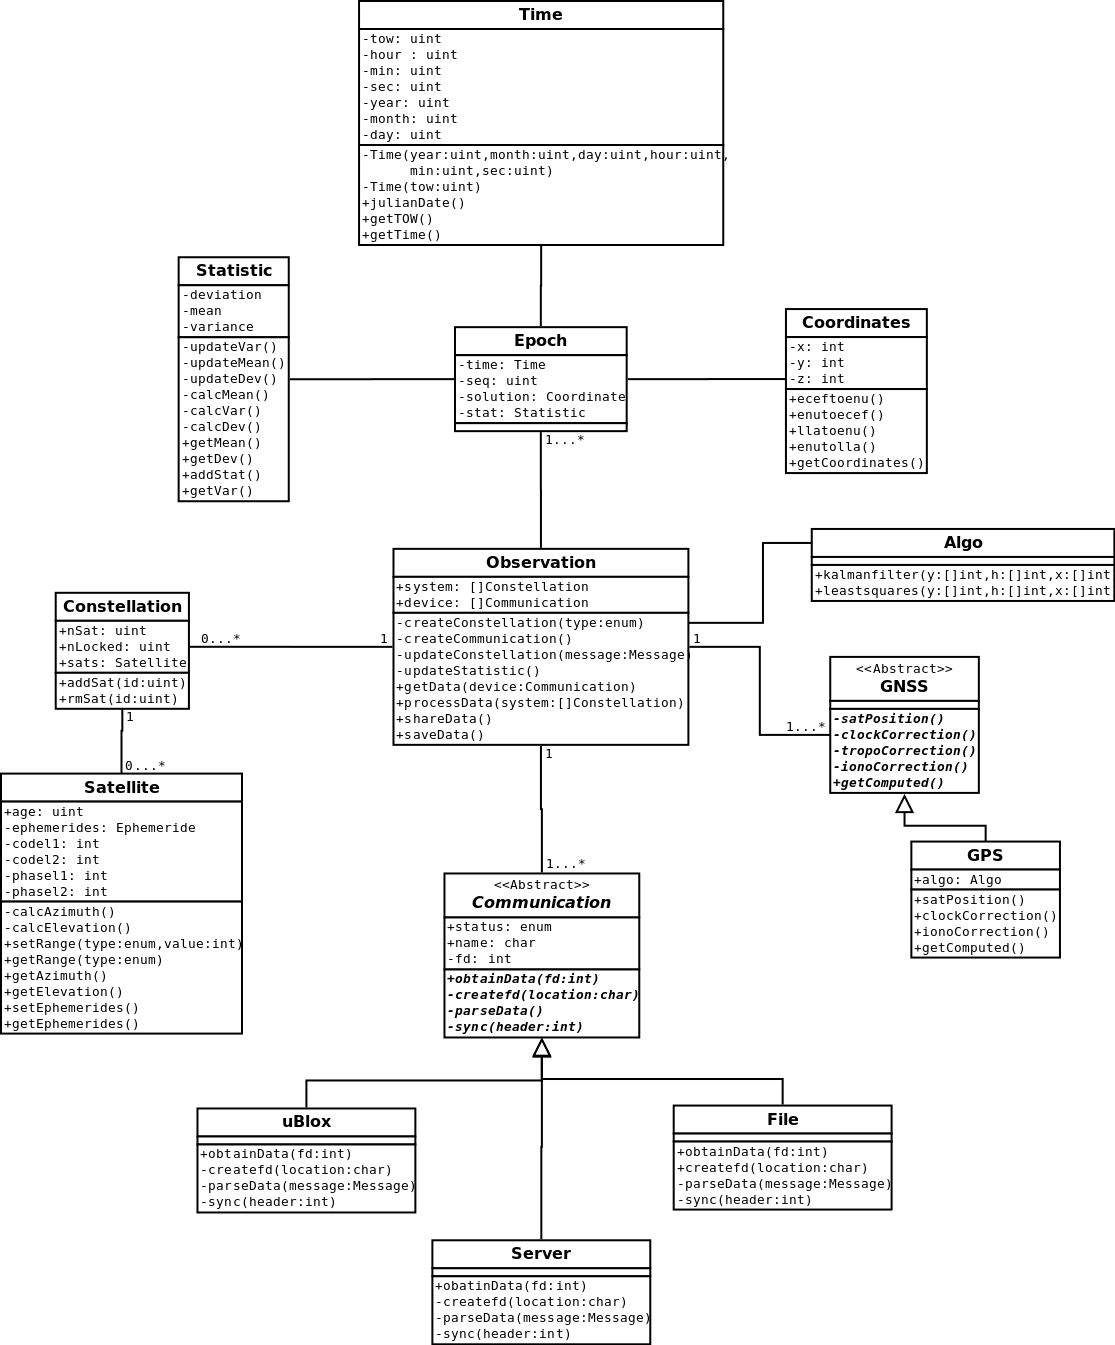 Time
-tow: uint
-hour : uint
-min: uint
-sec: uint
-year: uint
-month: uint
-day: uint
-Time(year:uint,month:uint,day:uint,hour:uint,
min:uint,sec:uint)
-Time(tow:uint)
+julianDate()
+getTOW()
+getTime()
Statistic
-deviation
-mean
-variance
-updateVar()
-updateMean()
-updateDev()
-calcMean()
-calcVar()
-calcDev()
+getMean()
+getDev()
+addStat()
+getVar()
Epoch
-time: Time
-seq: uint
-solution: Coordinate
-stat: Statistic
1...*
Coordinates
-x: int
-y: int
-z: int
+eceftoenu()
+enutoecef()
+llatoenu()
+enutolla()
+getCoordinates()
Algo
+kalmanfilter(y:[]int,h:[]int,x:[]int
+leastsquares(y:[]int,h:[]int,x:[]int
Observation
+system: []Constellation
+device: []Communication
-createConstellation(type:enum)
-createCommunication()
-updateConstellation(message:Message)
-updateStatistic()
+getData(device:Communication)
+processData(system:[]Constellation)
+shareData()
+saveData()
Constellation
+nSat: uint
+nLocked: uint
+sats: Satellite
+addSat(id:uint)
+rmSat(id:uint)
0...*
1
1
1...*
<<Abstract>>
GNSS
-satPosition()
-clockCorrection()
-tropoCorrection()
-ionoCorrection()
+getComputed()
1
0...*
Satellite
+age: uint
-ephemerides: Ephemeride
-codel1: int
-codel2: int
-phasel1: int
-phasel2: int
-calcAzimuth()
-calcElevation()
+setRange(type:enum,value:int)
+getRange(type:enum)
+getAzimuth()
+getElevation()
+setEphemerides()
+getEphemerides()
1
1...*
GPS
+algo: Algo
+satPosition()
+clockCorrection()
+ionoCorrection()
+getComputed()
<<Abstract>>
Communication
+status: enum
+name: char
-fd: int
+obtainData(fd:int)
-createfd(location:char)
-parseData()
-sync(header:int)
uBlox
+obtainData(fd:int)
-createfd(location:char)
-parseData(message:Message)
-sync(header:int)
File
+obtainData(fd:int)
+createfd(location:char)
-parseData(message:Message)
-sync(header:int)
Server
+obatinData(fd:int)
-createfd(location:char)
-parseData(message:Message)
-sync(header:int)